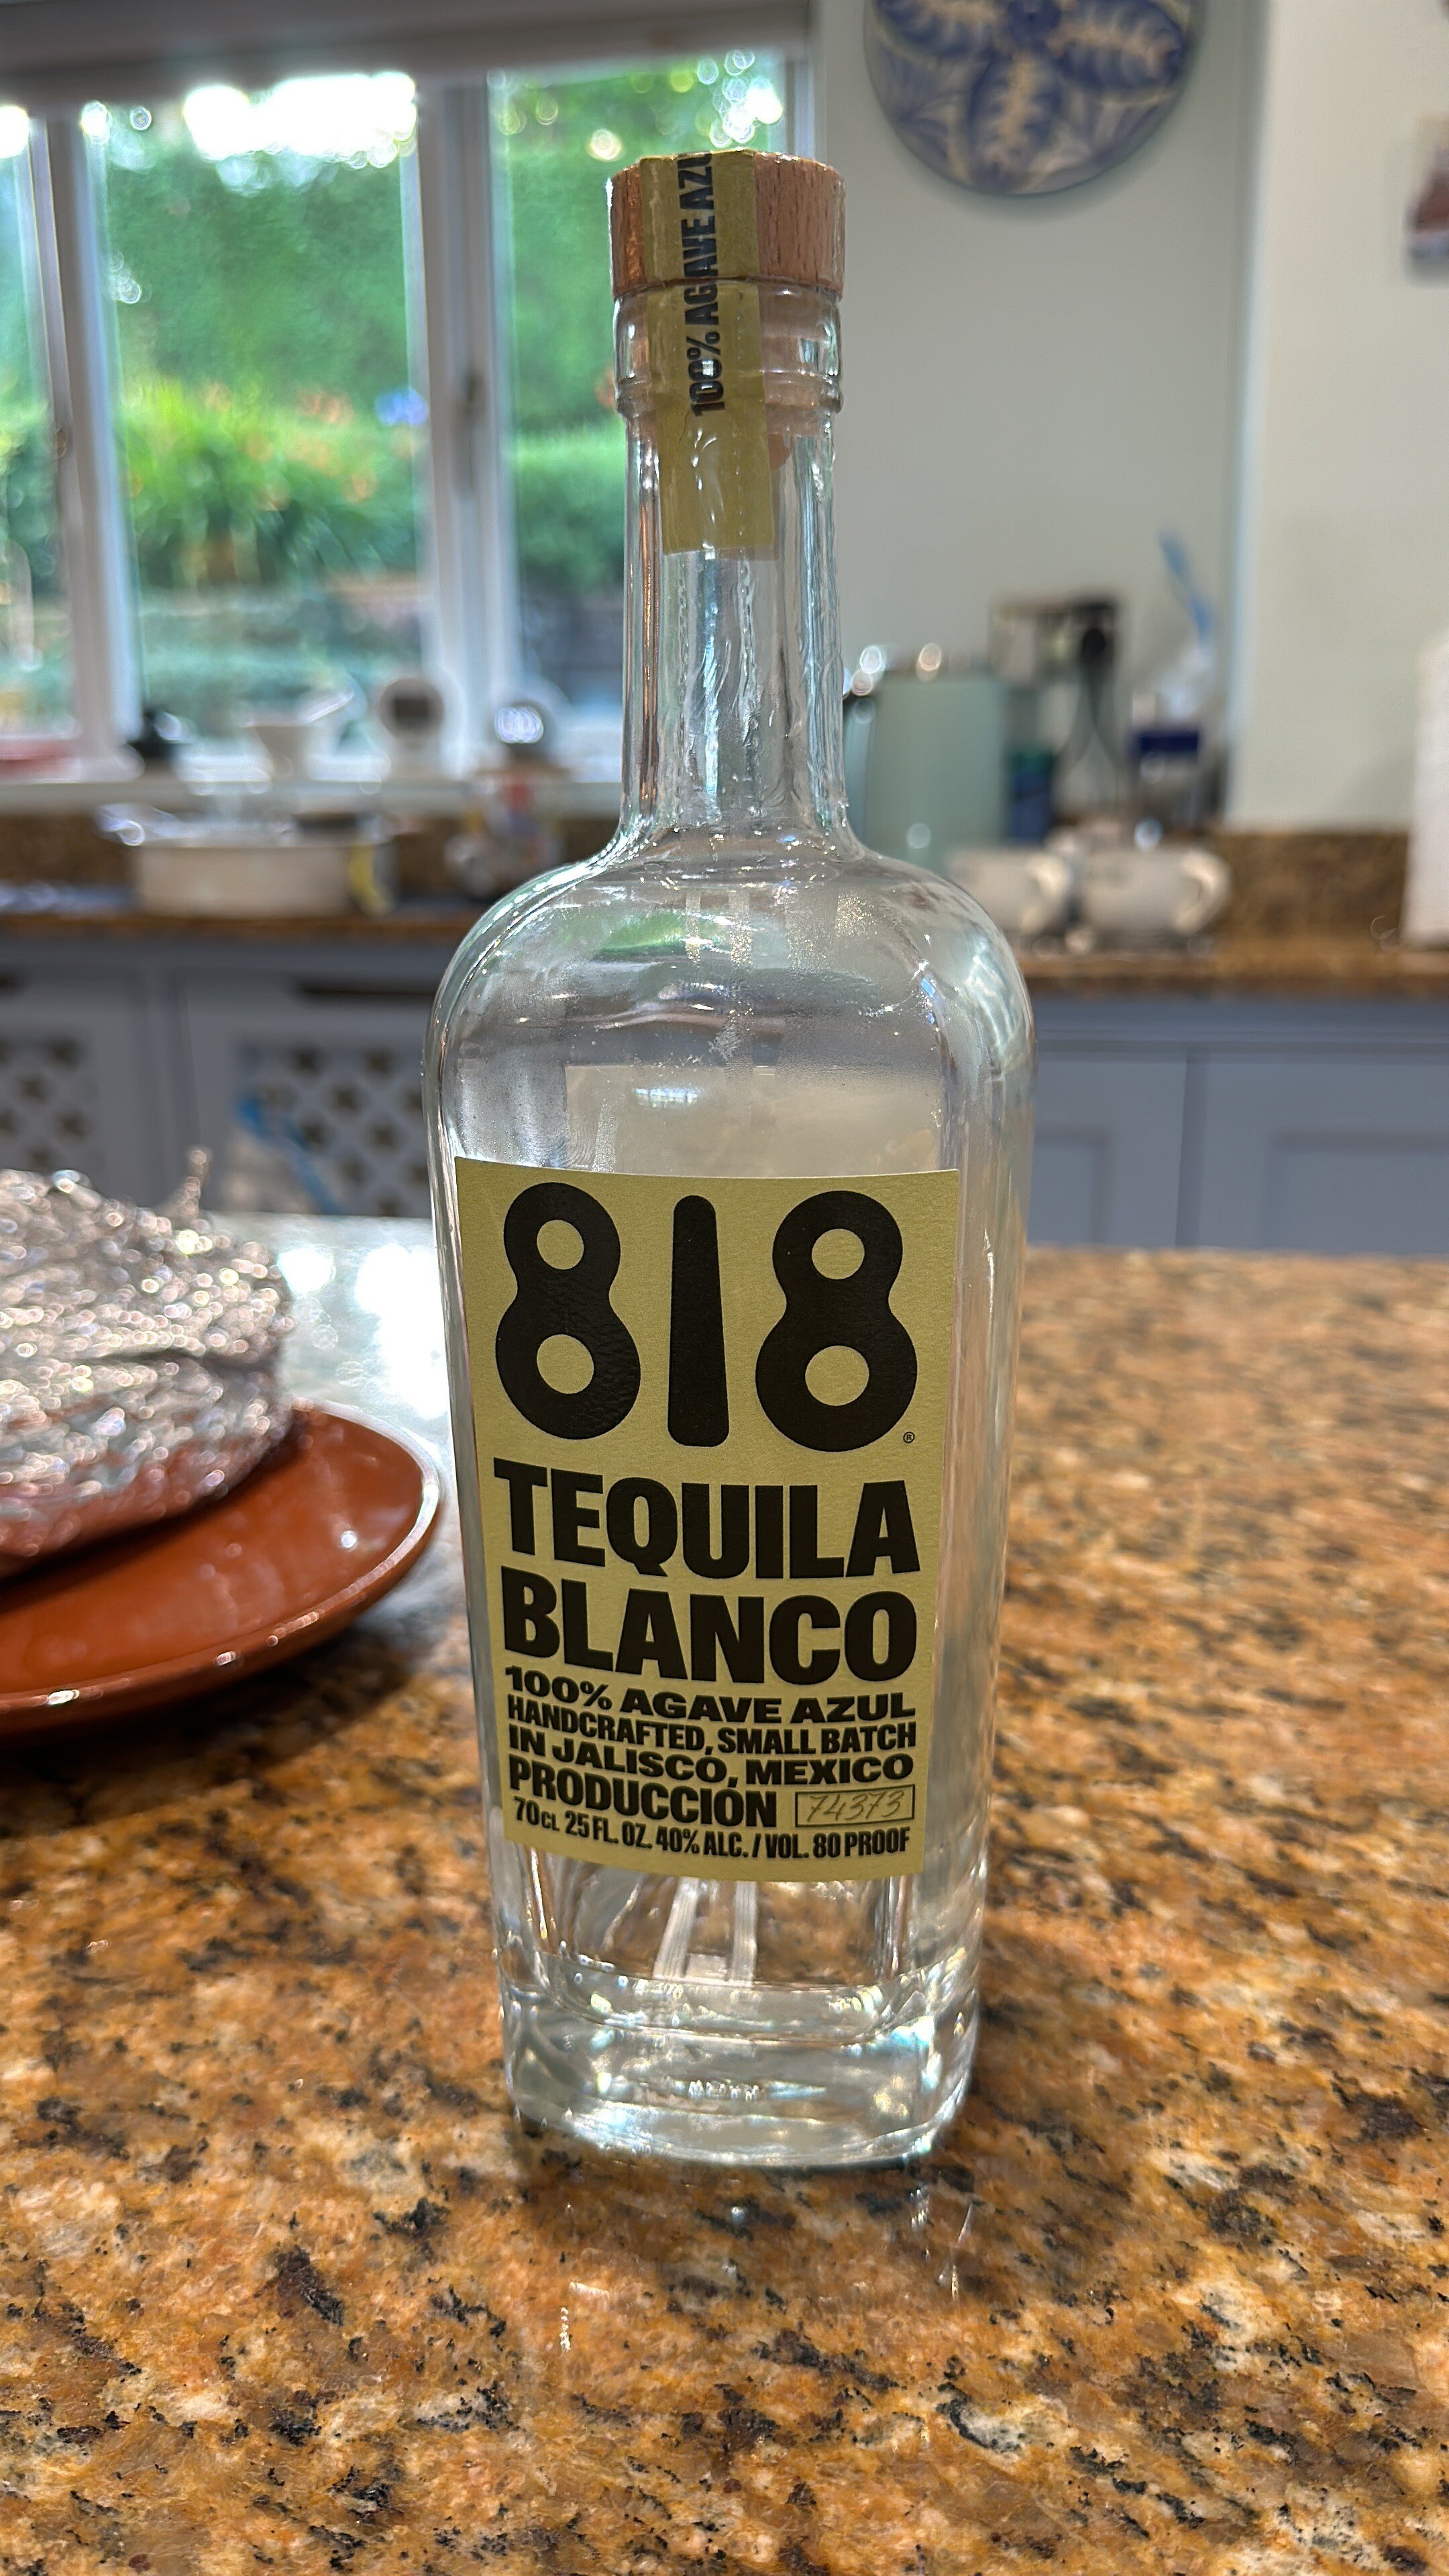 100% AGAVE AZU
818®
TEQUILA
BLANCO
100% AGAVE AZUL
HANDCRAFTED, SMALL BATCH
IN JALISCO, MEXICO
PRODUCCIÓN 74373
70CL 25 FL. OZ. 40% ALC. / VOL. 80 PROOF